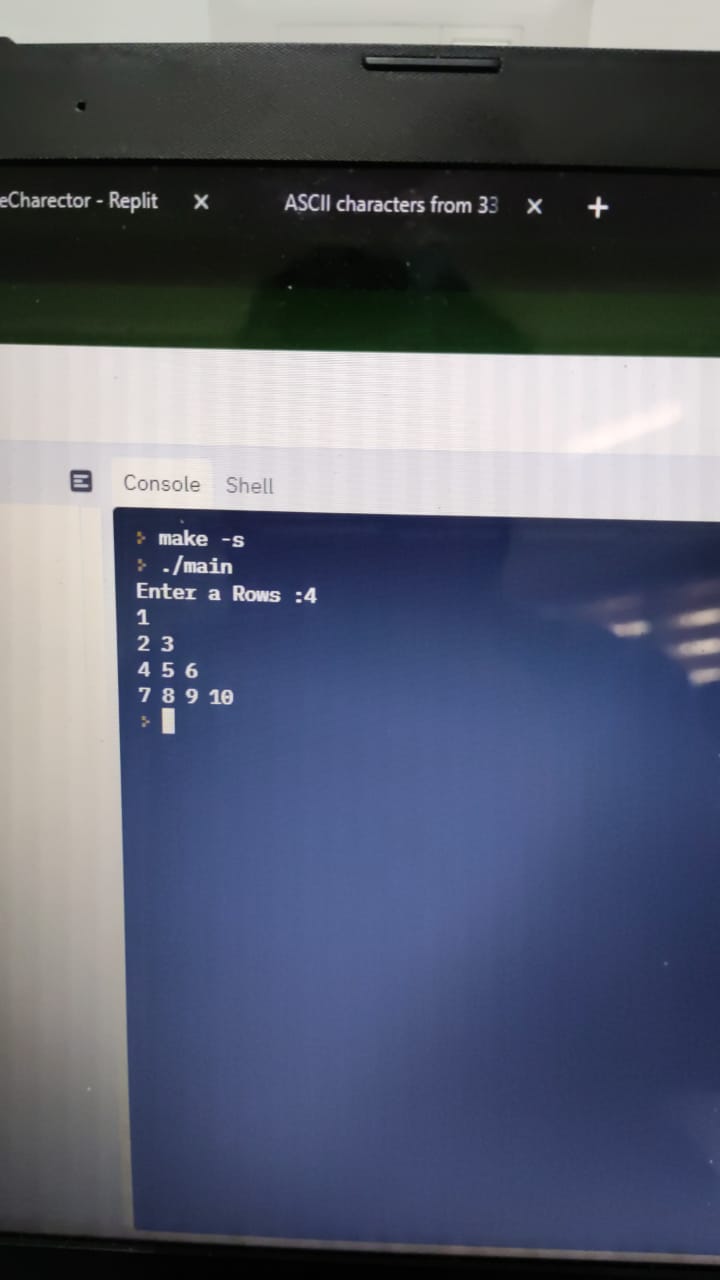 eCharector - Replit × ASCII characters from 33 × +
Console Shell
make -s
./main
Enter a Rows :4
1
2 3
4 5 6
7 8 9 10